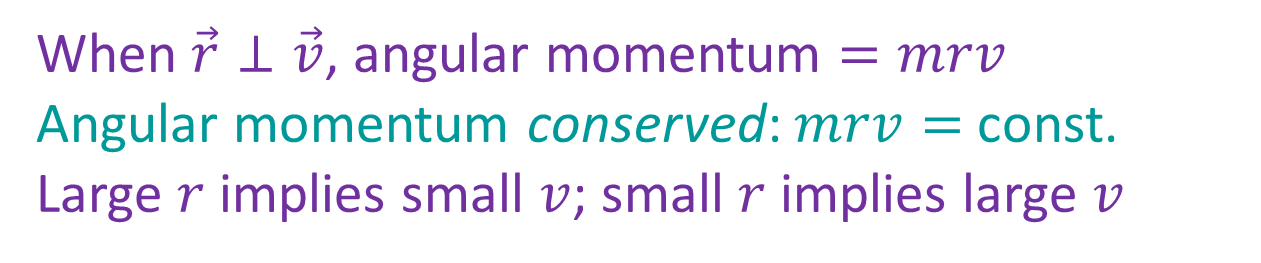 When r⃗ ⊥ v⃗, angular momentum = mrv
Angular momentum conserved: mrv = const.
Large r implies small v; small r implies large v